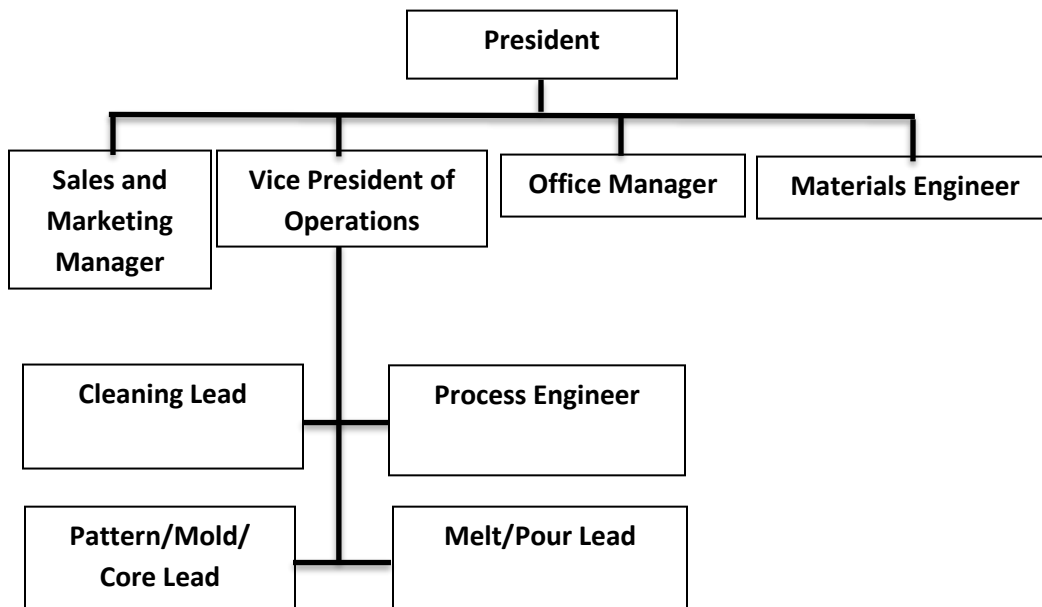 President
Sales and
Marketing
Manager
Vice President of
Operations
Office Manager
Materials Engineer
Cleaning Lead
Process Engineer
Pattern/Mold/
Core Lead
Melt/Pour Lead